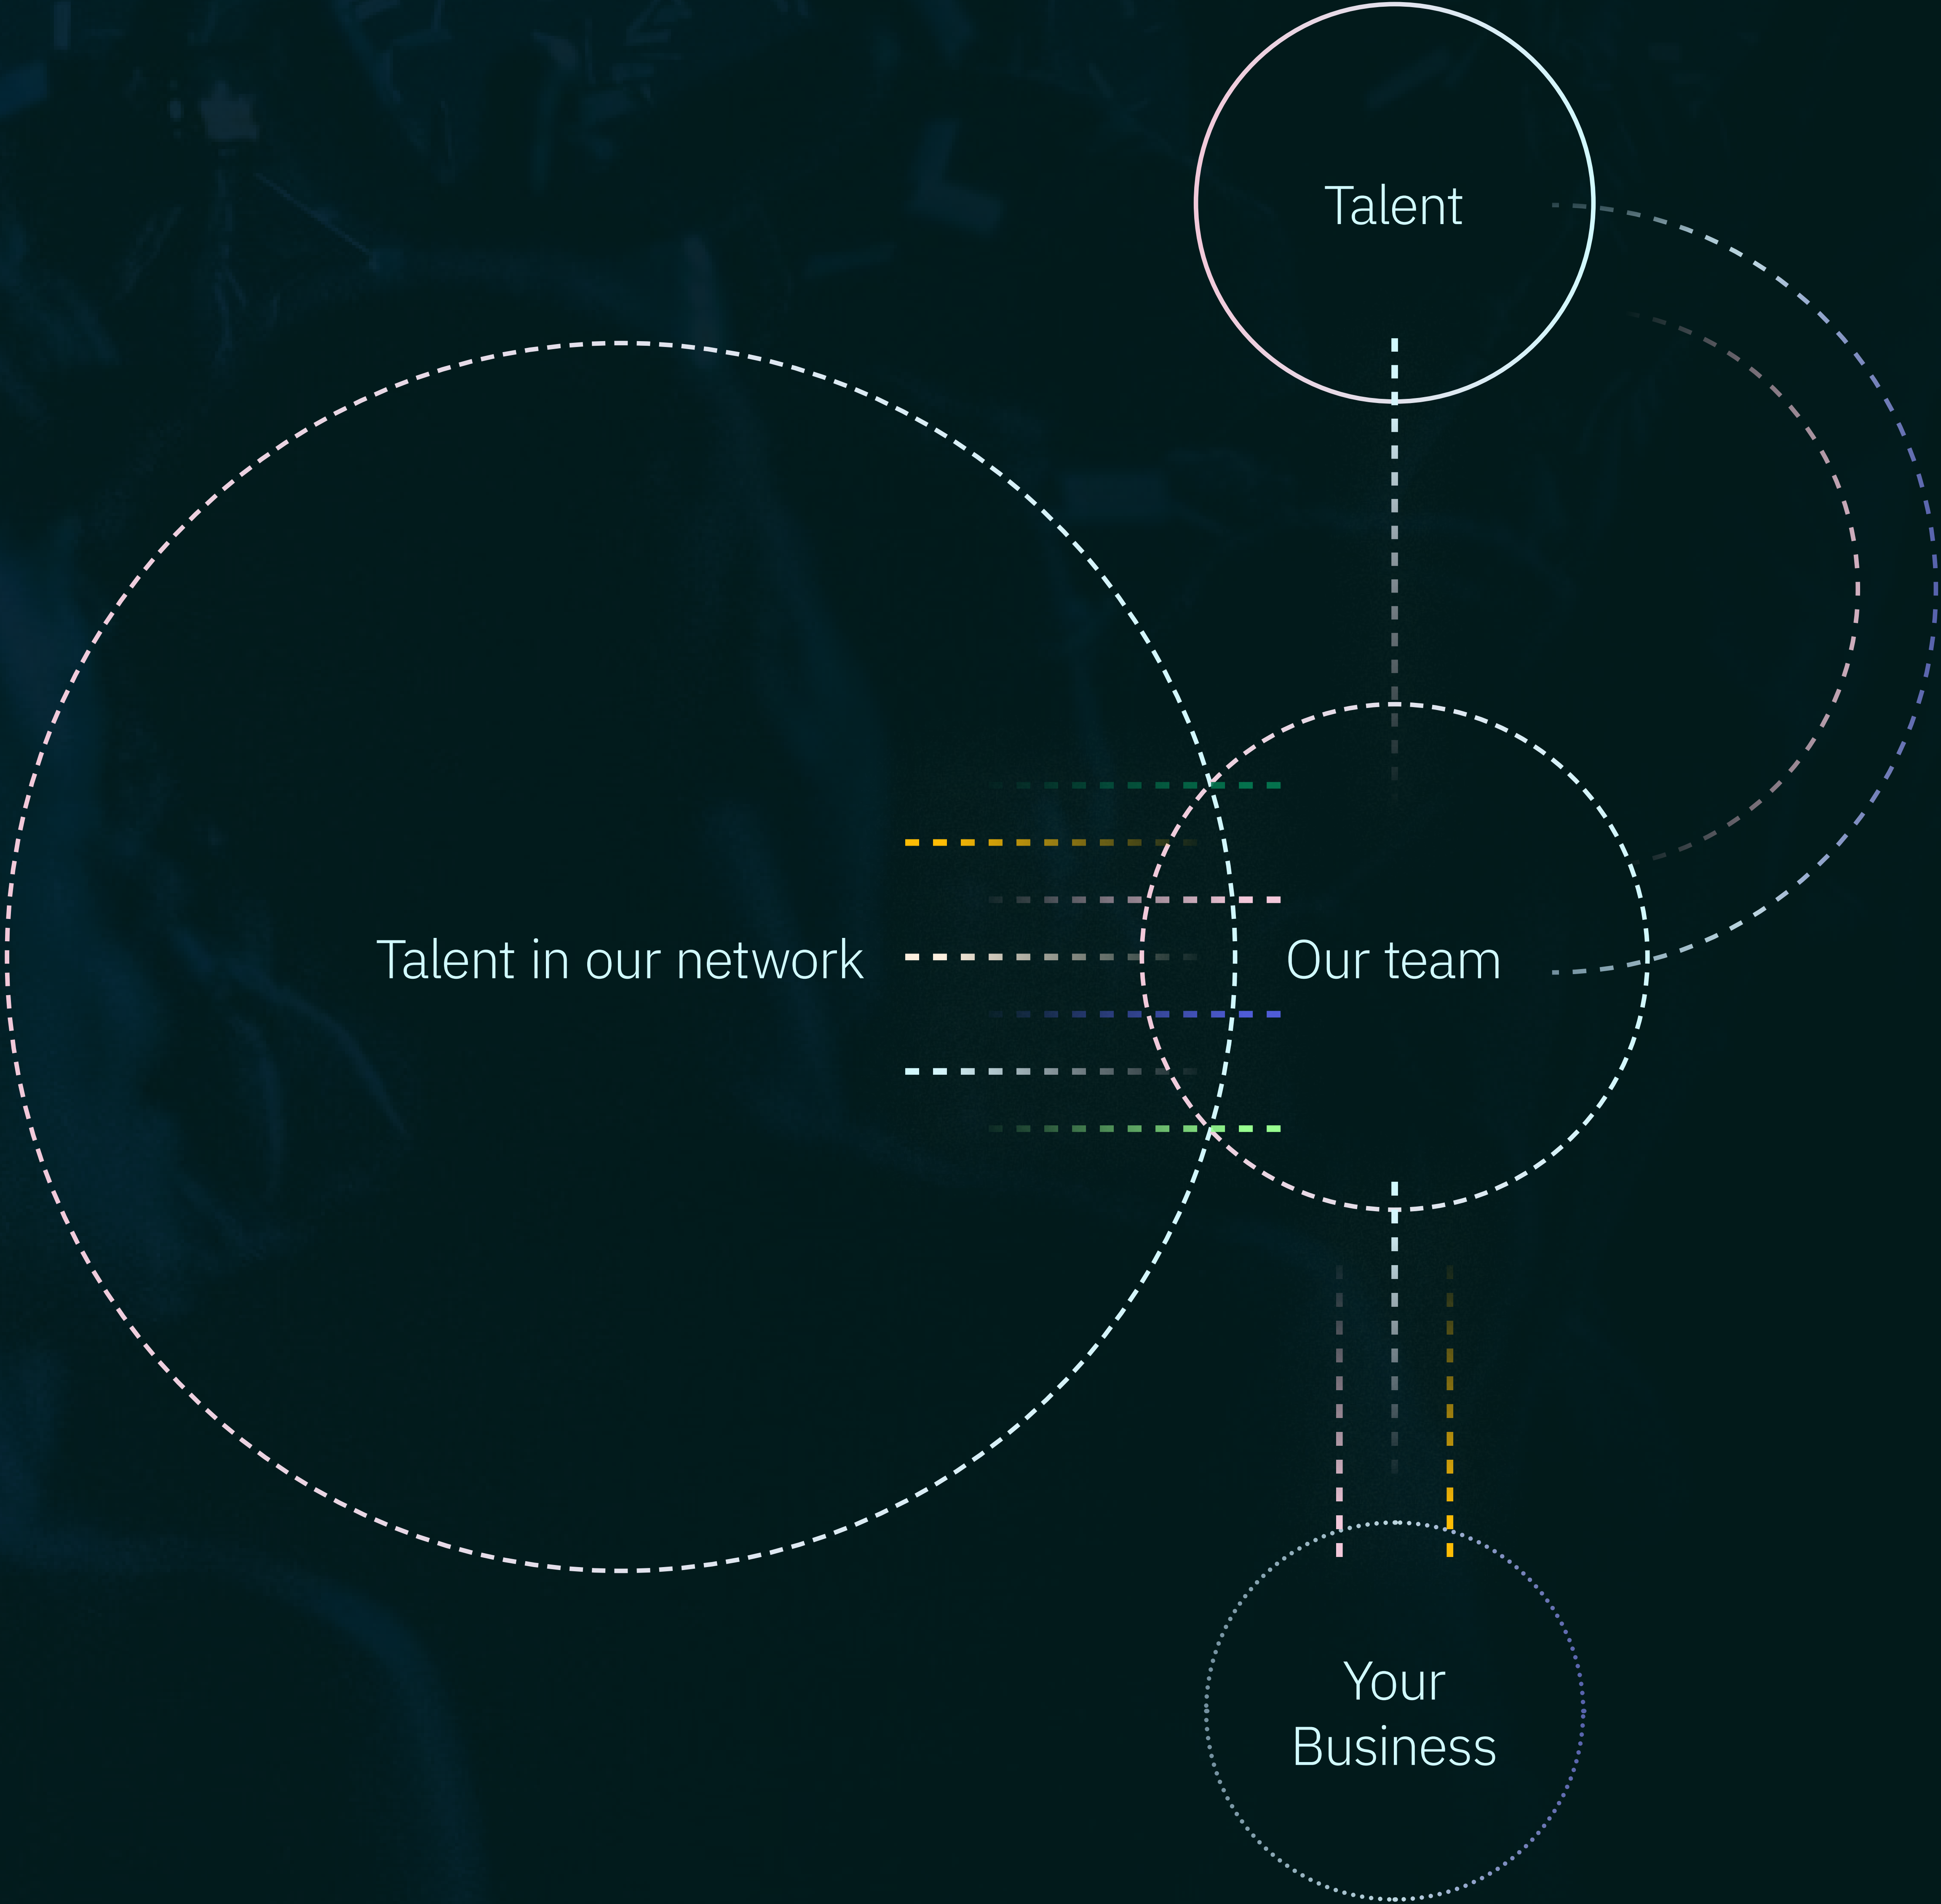 Talent
Talent in our network
Our team
Your
Business